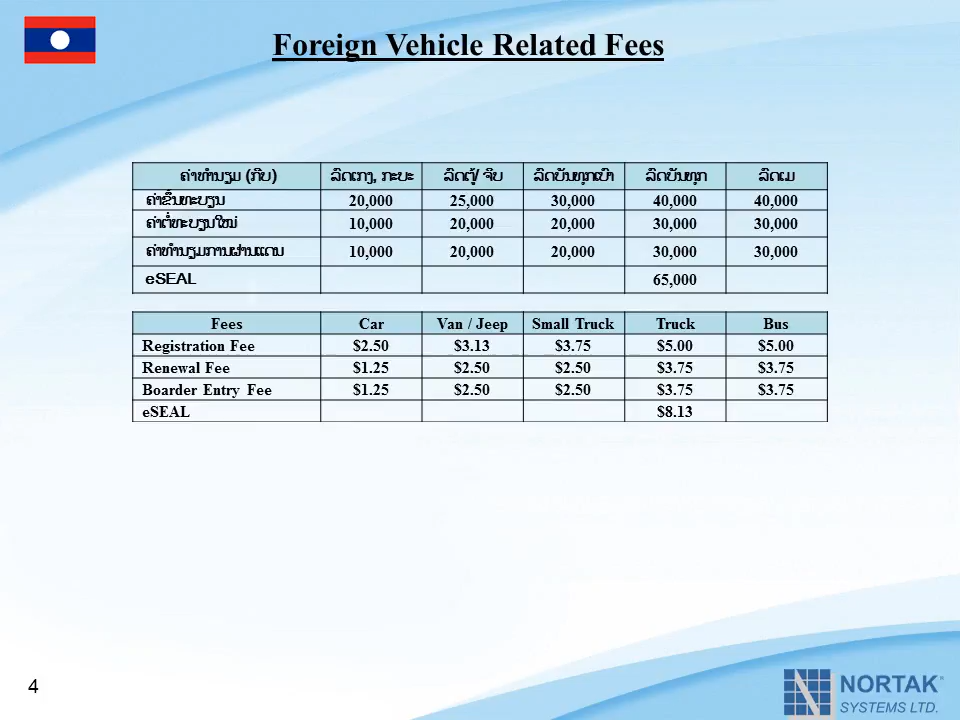 Foreign Vehicle Related Fees
ຄ່າທຳນຽມ (ກີບ) ລົດເກງ, ກະບະ ລົດຕູ້/ ຈີບ ລົດບັນທຸກເບົາ ລົດບັນທຸກ ລົດເມ
ຄ່າຂຶ້ນທະບຽນ 20,000 25,000 30,000 40,000 40,000
ຄ່າຕໍ່ທະບຽນໃໝ່ 10,000 20,000 20,000 30,000 30,000
ຄ່າທຳນຽມການຜ່ານແດນ 10,000 20,000 20,000 30,000 30,000
eSEAL 65,000
Fees Car Van / Jeep Small Truck Truck Bus
Registration Fee $2.50 $3.13 $3.75 $5.00 $5.00
Renewal Fee $1.25 $2.50 $2.50 $3.75 $3.75
Boarder Entry Fee $1.25 $2.50 $2.50 $3.75 $3.75
eSEAL $8.13
4
NORTAK
SYSTEMS LTD.